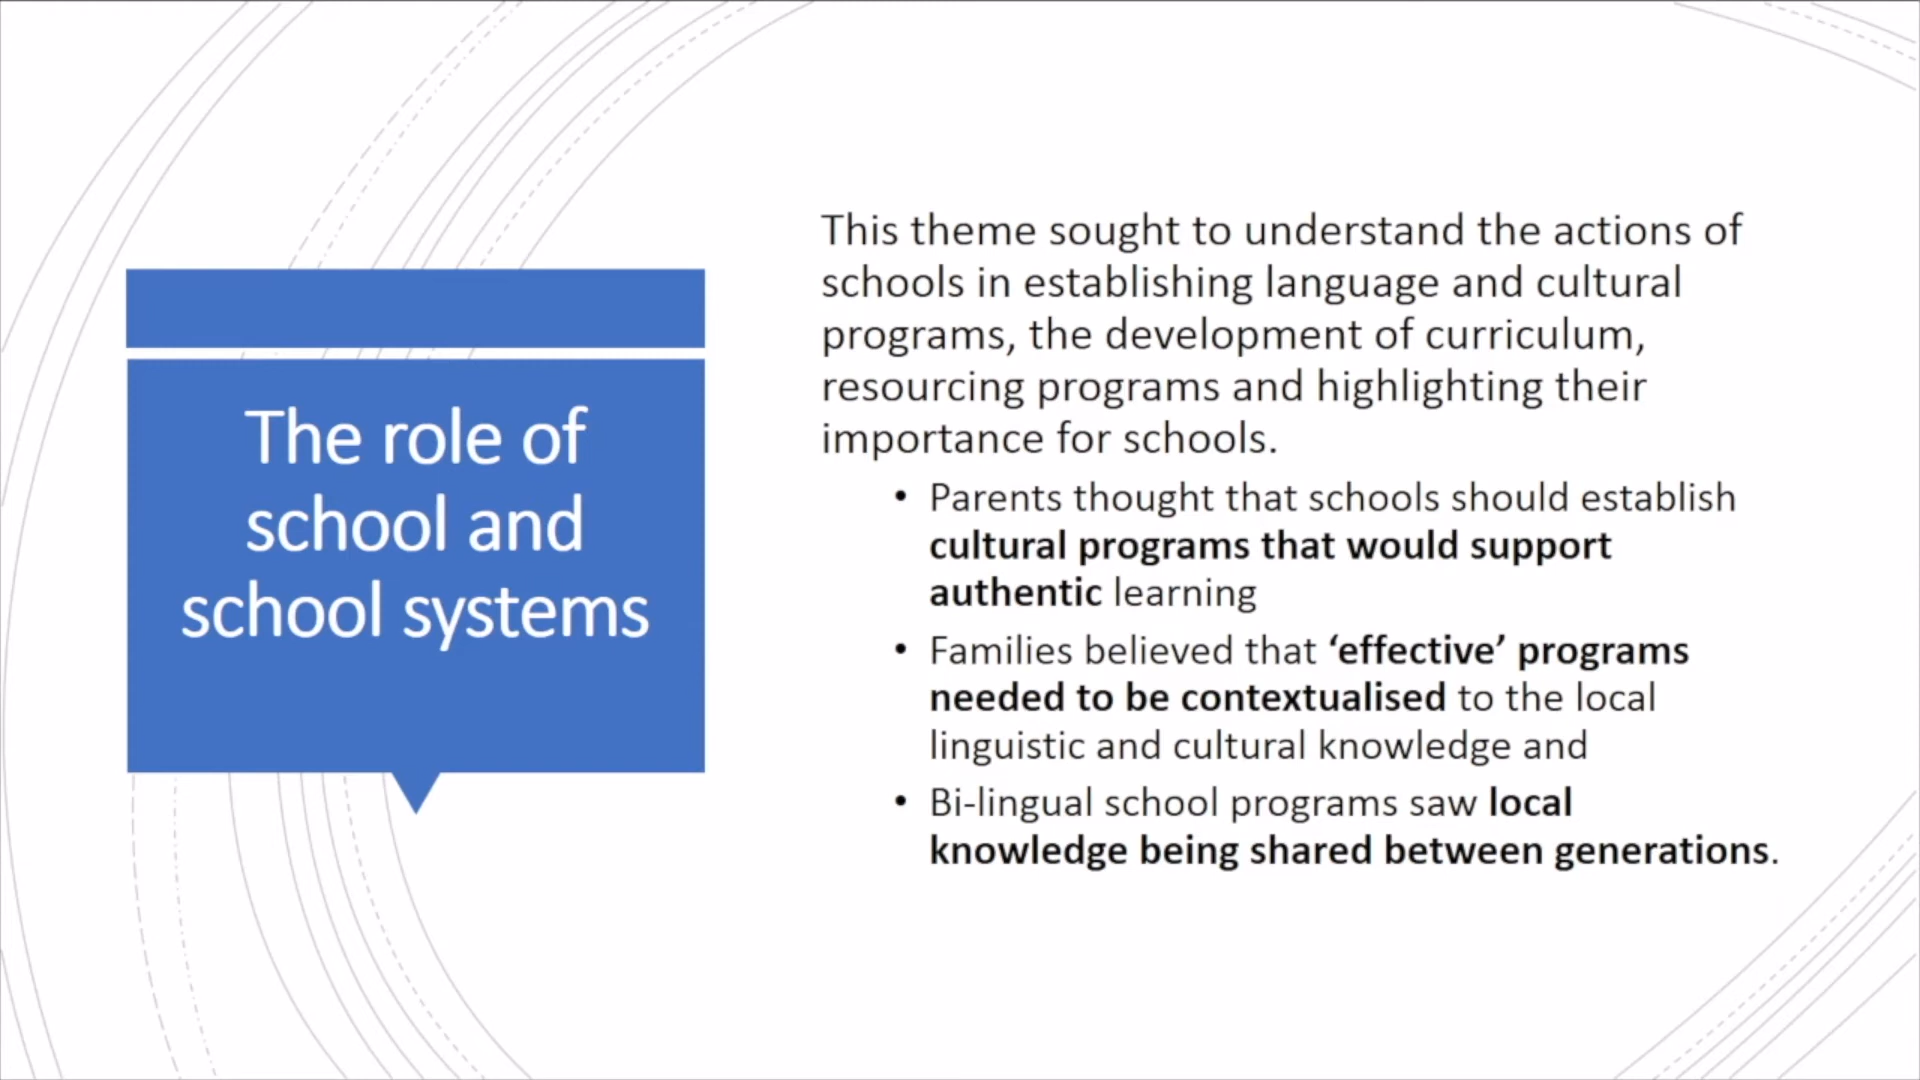 The role of
school and
school systems
This theme sought to understand the actions of
schools in establishing language and cultural
programs, the development of curriculum,
resourcing programs and highlighting their
importance for schools.
• Parents thought that schools should establish
cultural programs that would support
authentic learning
• Families believed that ‘effective’ programs
needed to be contextualised to the local
linguistic and cultural knowledge and
• Bi-lingual school programs saw local
knowledge being shared between generations.